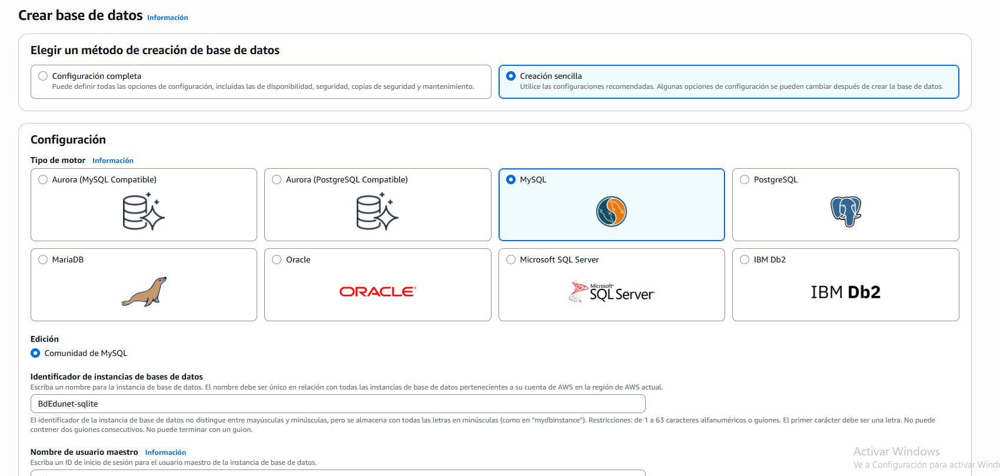 Crear base de datos Información
Elegir un método de creación de base de datos
Configuración completa
Puede definir todas las opciones de configuración, incluidas las de disponibilidad, seguridad, copias de seguridad y mantenimiento.
Creación sencilla
Utilice las configuraciones recomendadas. Algunas opciones de configuración se pueden cambiar después de crear la base de datos.
Configuración
Tipo de motor Información
Aurora (MySQL Compatible)
Aurora (PostgreSQL Compatible)
MySQL
PostgreSQL
MariaDB
Oracle
ORACLE
Microsoft SQL Server
Microsoft®
SQL Server
IBM Db2
IBM Db2
Edición
Comunidad de MySQL
Identificador de instancias de bases de datos
Escriba un nombre para la instancia de base de datos. El nombre debe ser único en relación con todas las instancias de base de datos pertenecientes a su cuenta de AWS en la región de AWS actual.
BdEdunet-sqlite
El identificador de la instancia de base de datos no distingue entre mayúsculas y minúsculas, pero se almacena con todas las letras en minúsculas (como en “mydbinstance”). Restricciones: de 1 a 63 caracteres alfanuméricos o guiones. El primer carácter debe ser una letra. No puede
contener dos guiones consecutivos. No puede terminar con un guion.
Nombre de usuario maestro Información
Escriba un ID de inicio de sesión para el usuario maestro de la instancia de base de datos.
Activar Windows
Ve a Configuración para activar Wind